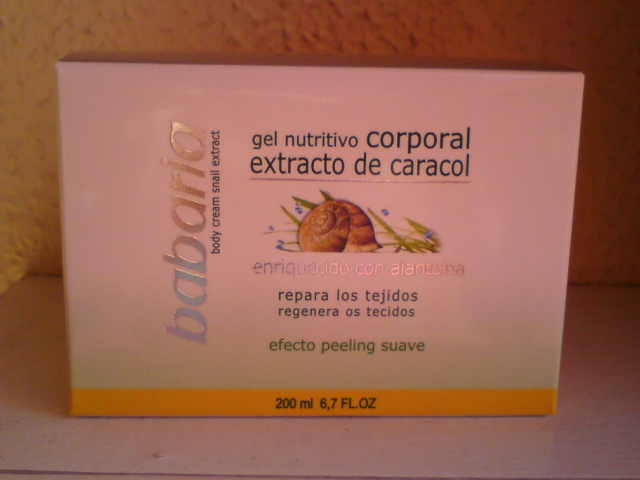 babaria
body cream snail extract
gel nutritivo corporal
extracto de caracol
enriquecido con alantoina
repara los tejidos
regenera os tecidos
efecto peeling suave
200 ml 6,7 FL.OZ